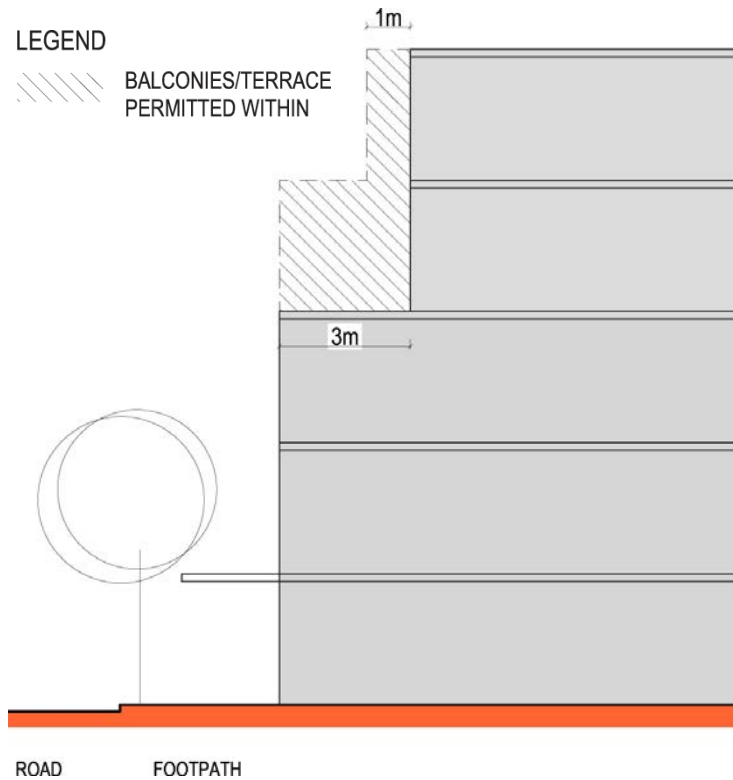 1m
LEGEND
BALCONIES/TERRACE
PERMITTED WITHIN
3m
ROAD FOOTPATH